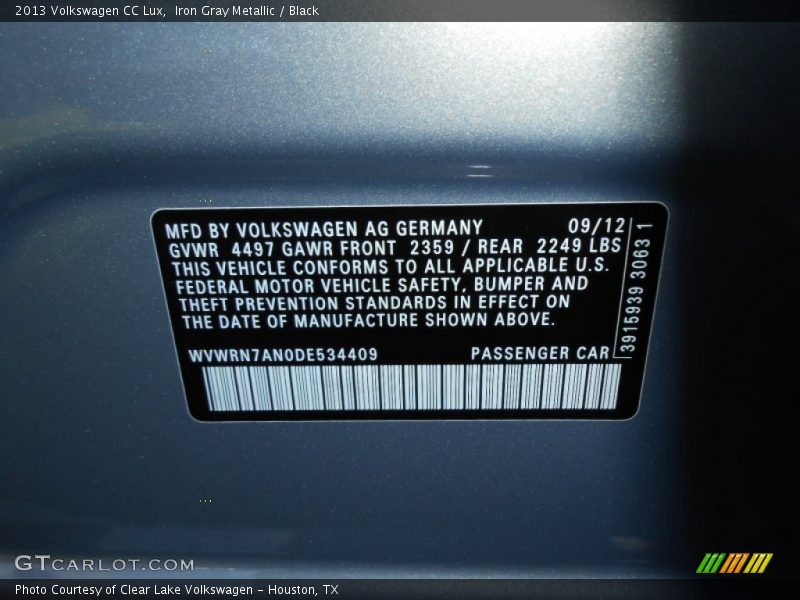 2013 Volkswagen CC Lux,  Iron Gray Metallic / Black
MFD BY VOLKSWAGEN AG GERMANY 09/12
GVWR 4497 GAWR FRONT 2359 / REAR 2249 LBS
THIS VEHICLE CONFORMS TO ALL APPLICABLE U.S.
FEDERAL MOTOR VEHICLE SAFETY, BUMPER AND
THEFT PREVENTION STANDARDS IN EFFECT ON
THE DATE OF MANUFACTURE SHOWN ABOVE.
WVWRN7AN0DE534409 PASSENGER CAR
3915939 30631
GTCARLOT.COM
Photo Courtesy of Clear Lake Volkswagen - Houston, TX